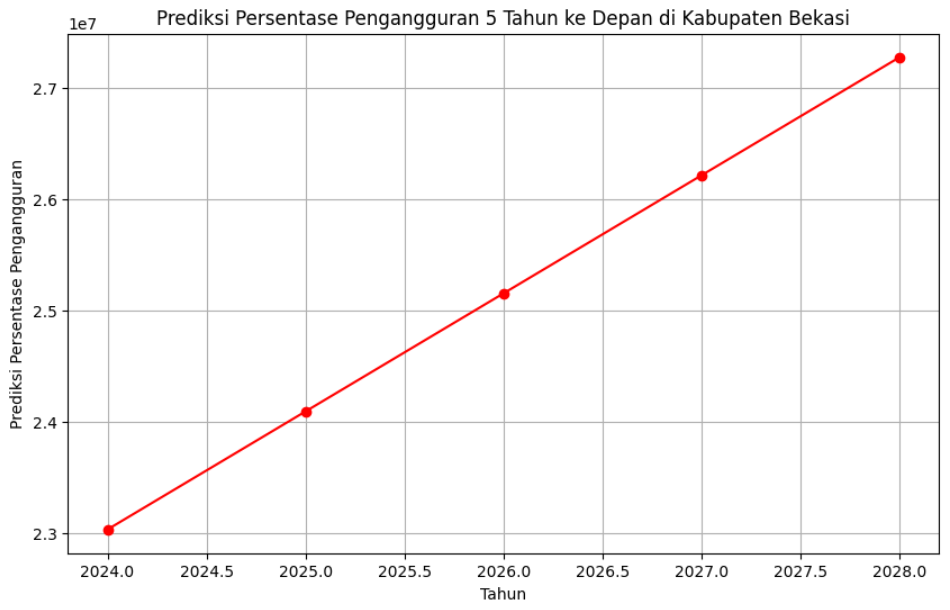 Prediksi Persentase Pengangguran 5 Tahun ke Depan di Kabupaten Bekasi
1e7
2.7
2.6
2.5
2.4
2.3
Prediksi Persentase Pengangguran
2024.0 2024.5 2025.0 2025.5 2026.0 2026.5 2027.0 2027.5 2028.0
Tahun